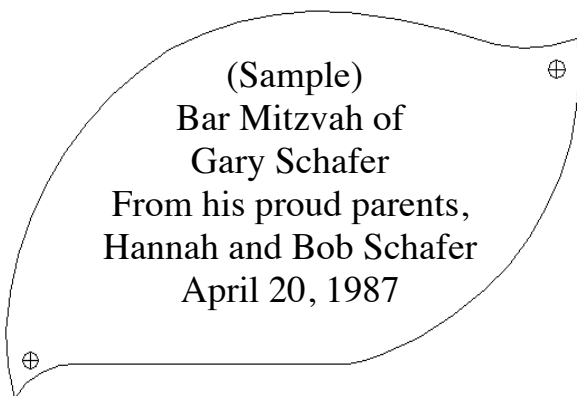 (Sample)
Bar Mitzvah of
Gary Schafer
From his proud parents,
Hannah and Bob Schafer
April 20, 1987